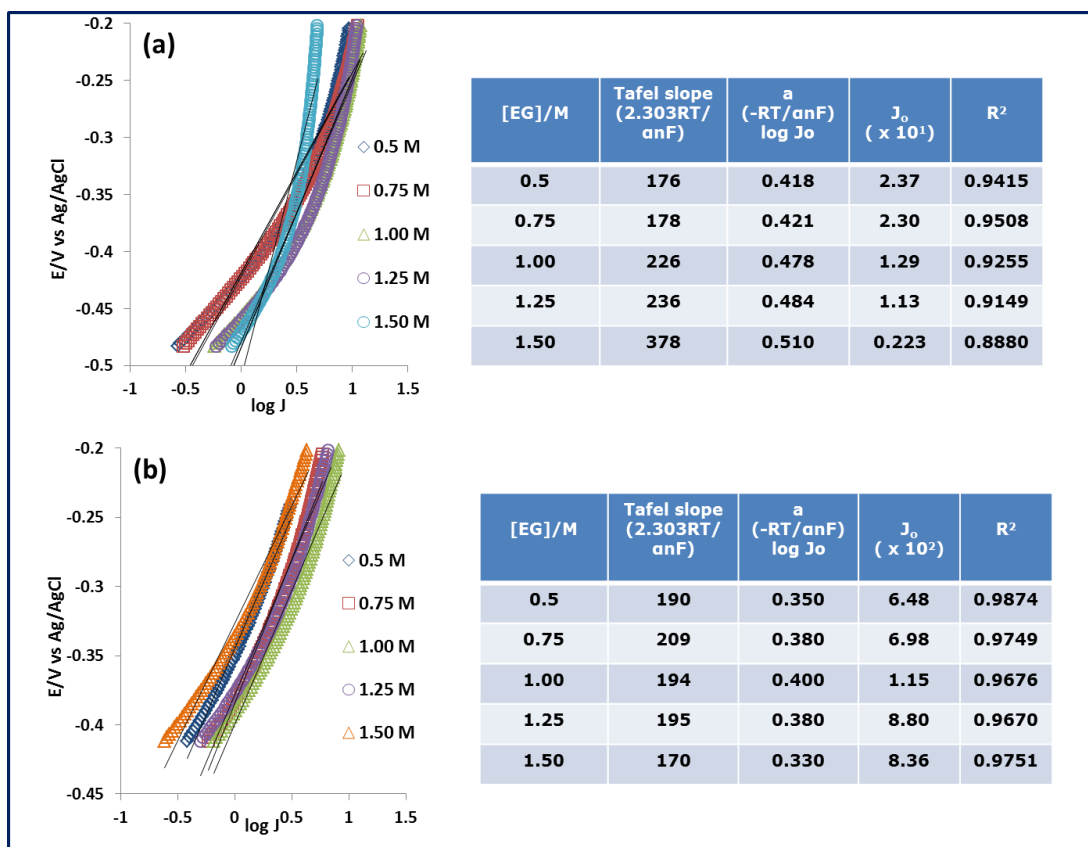 (a)
-0.2
-0.25
-0.3
-0.35
-0.4
-0.45
-0.5
E/V vs Ag/AgCl
-1 -0.5 0 0.5 1 1.5
log J
0.5 M
0.75 M
1.00 M
1.25 M
1.50 M
[EG]/M Tafel slope (2.303RT/ αnF) a (-RT/αnF) log Jo Jₒ ( x 10¹) R²
0.5 176 0.418 2.37 0.9415
0.75 178 0.421 2.30 0.9508
1.00 226 0.478 1.29 0.9255
1.25 236 0.484 1.13 0.9149
1.50 378 0.510 0.223 0.8880
(b)
-0.2
-0.25
-0.3
-0.35
-0.4
-0.45
E/V vs Ag/AgCl
-1 -0.5 0 0.5 1 1.5
log J
0.5 M
0.75 M
1.00 M
1.25 M
1.50 M
[EG]/M Tafel slope (2.303RT/ αnF) a (-RT/αnF) log Jo Jₒ ( x 10²) R²
0.5 190 0.350 6.48 0.9874
0.75 209 0.380 6.98 0.9749
1.00 194 0.400 1.15 0.9676
1.25 195 0.380 8.80 0.9670
1.50 170 0.330 8.36 0.9751